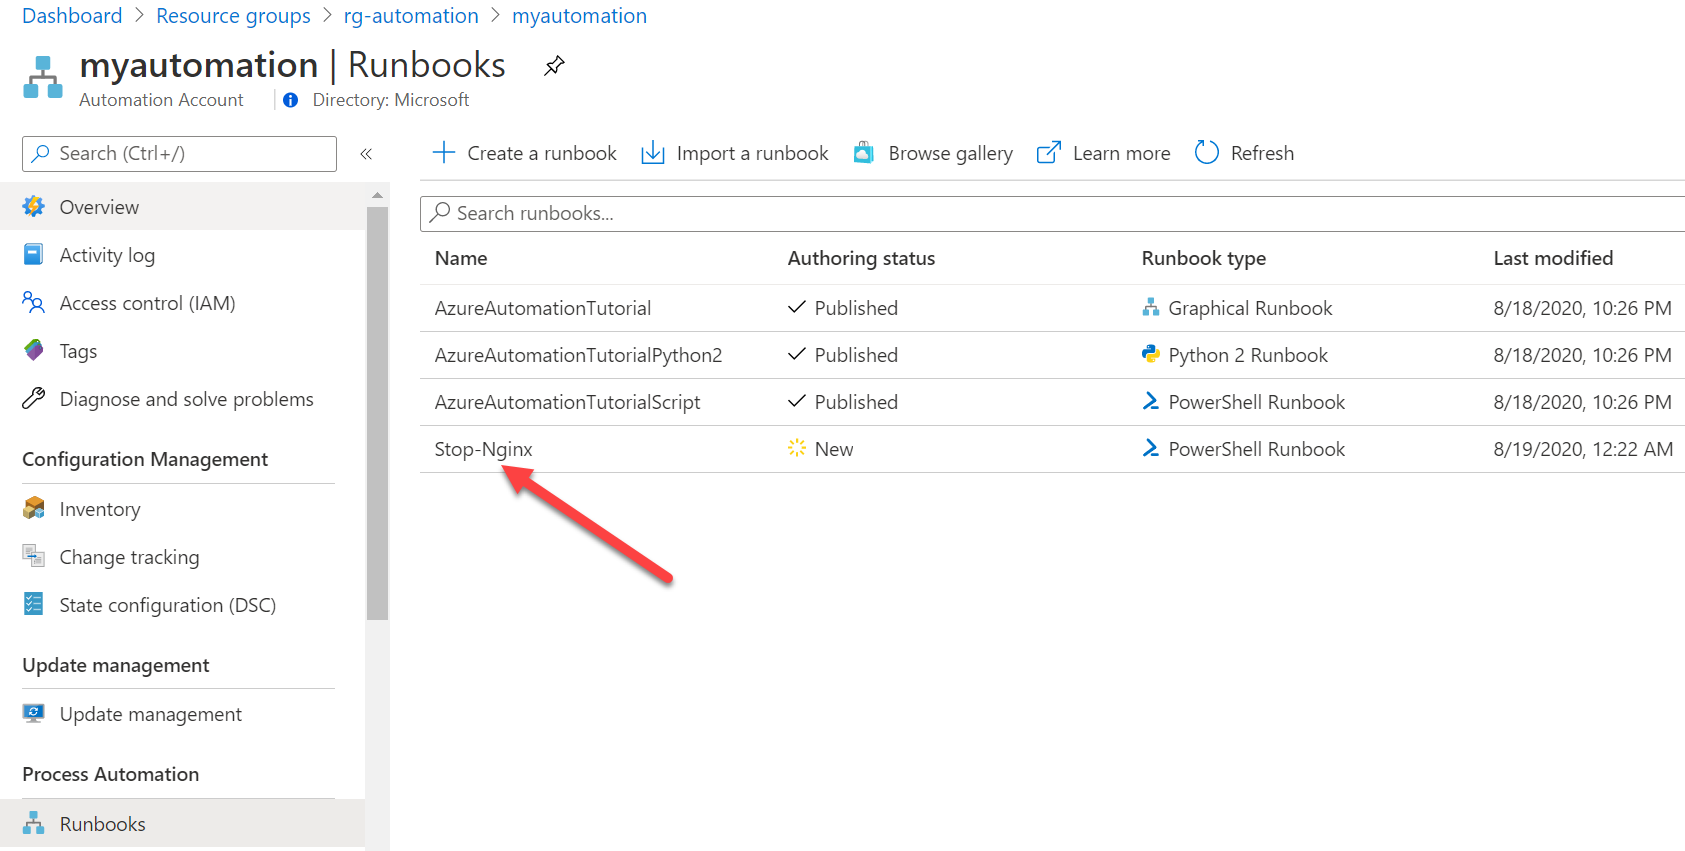 Dashboard > Resource groups > rg-automation > myautomation
myautomation | Runbooks
Automation Account
Directory: Microsoft
Search (Ctrl+/)
«
Overview
Activity log
Access control (IAM)
Tags
Diagnose and solve problems
Configuration Management
Inventory
Change tracking
State configuration (DSC)
Update management
Update management
Process Automation
Runbooks
Create a runbook Import a runbook Browse gallery Learn more Refresh
Search runbooks...
Name Authoring status Runbook type Last modified
AzureAutomationTutorial Published Graphical Runbook 8/18/2020, 10:26 PM
AzureAutomationTutorialPython2 Published Python 2 Runbook 8/18/2020, 10:26 PM
AzureAutomationTutorialScript Published PowerShell Runbook 8/18/2020, 10:26 PM
Stop-Nginx New PowerShell Runbook 8/19/2020, 12:22 AM